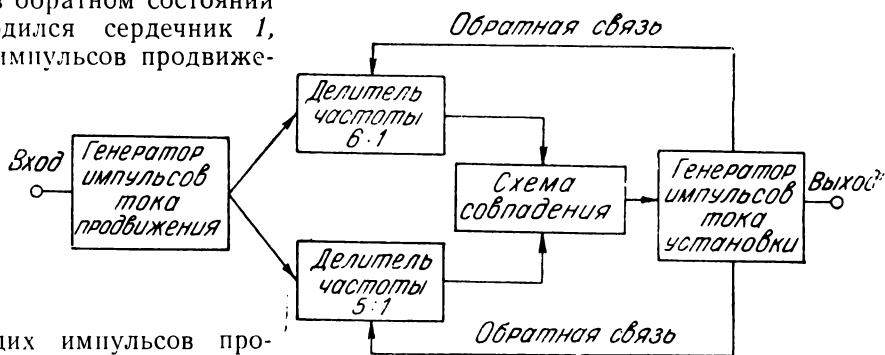 в обратном состоянии
дился сердечник 1,
импульсов продвиже-
Обратная связь
Делитель
частоты
6:1
Вход
Генератор
импульсов
тока
продвижения
Схема
совпадения
Генератор
импульсов
тока
установки
Выход
Делитель
частоты
5:1
Обратная связь
щих импульсов про-